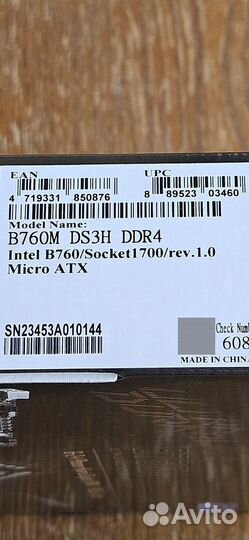 EAN
UPC
4 719331 850876
8 89523 03460
Model Name:
B760M DS3H DDR4
Intel B760/Socket1700/rev.1.0
Micro ATX
SN23453A010144
Check Num
608
MADE IN CHINA
Avito